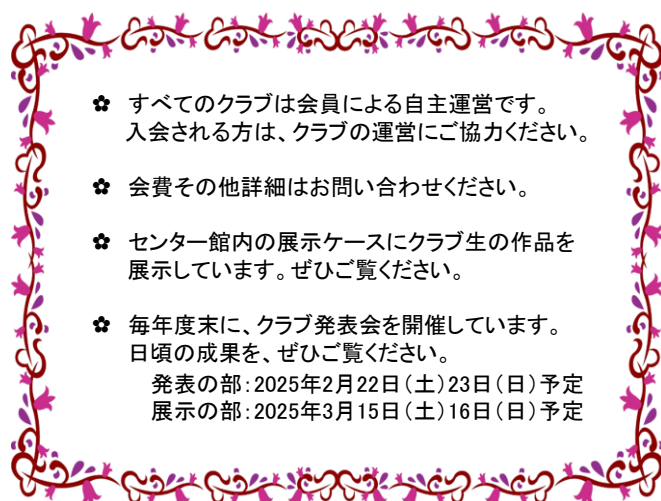 ✿ すべてのクラブは会員による自主運営です。
入会される方は、クラブの運営にご協力ください。
✿ 会費その他詳細はお問い合わせください。
✿ センター館内の展示ケースにクラブ生の作品を
展示しています。ぜひご覧ください。
✿ 毎年度末に、クラブ発表会を開催しています。
日頃の成果を、ぜひご覧ください。
発表の部：2025年2月22日（土）23日（日）予定
展示の部：2025年3月15日（土）16日（日）予定